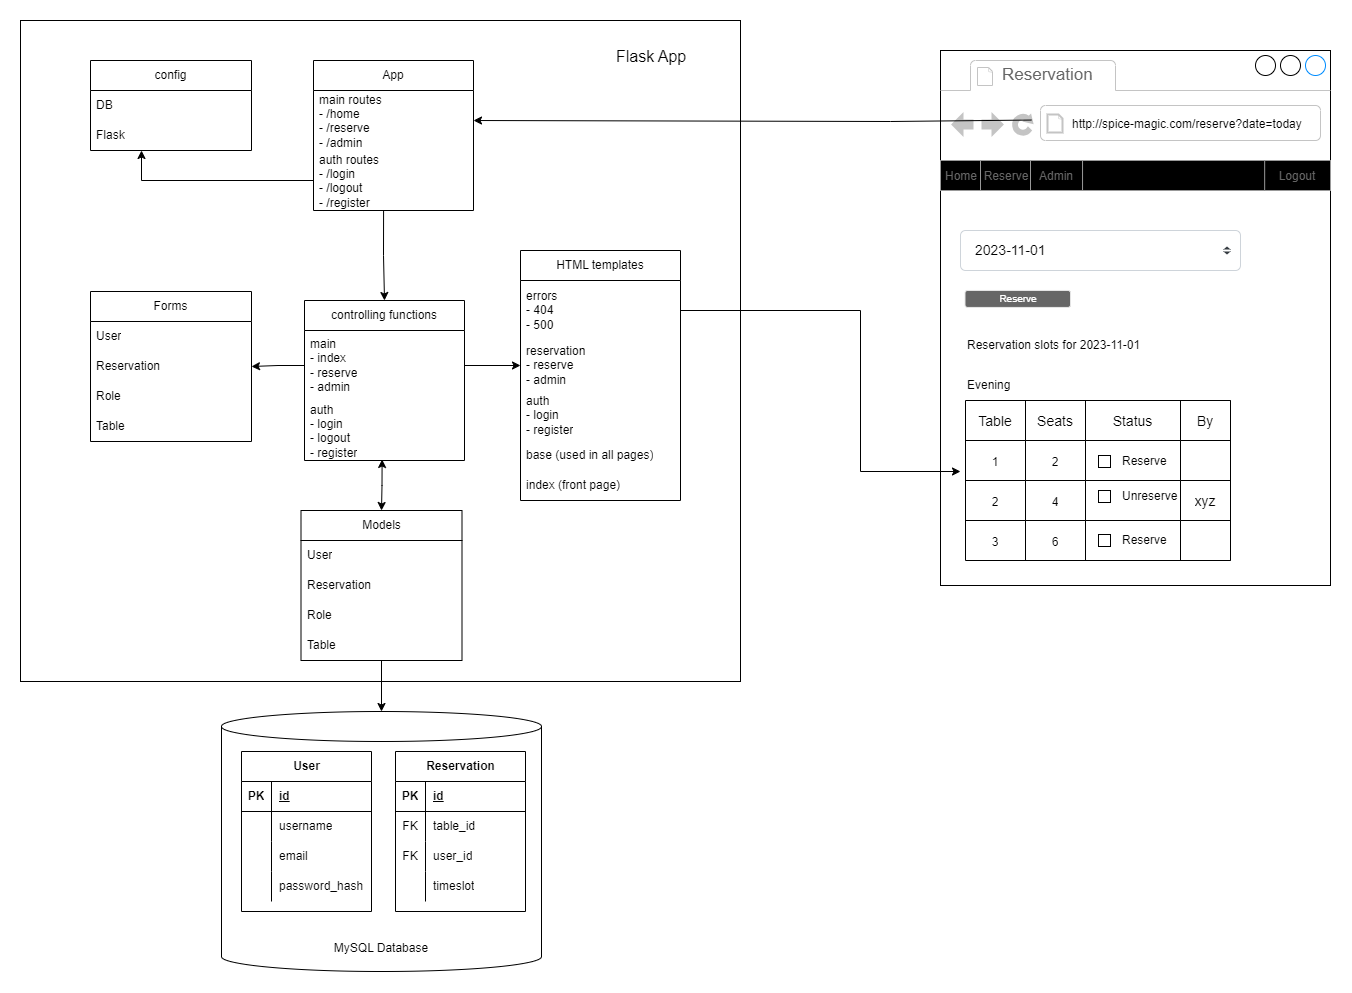 Flask App
config
DB
Flask
App
main routes
- /home
- /reserve
- /admin
auth routes
- /login
- /logout
- /register
Forms
User
Reservation
Role
Table
controlling functions
main
- index
- reserve
- admin
auth
- login
- logout
- register
HTML templates
errors
- 404
- 500
reservation
- reserve
- admin
auth
- login
- register
base (used in all pages)
index (front page)
Models
User
Reservation
Role
Table
User
PK id
username
email
password_hash
Reservation
PK id
FK table_id
FK user_id
timeslot
MySQL Database
Reservation
http://spice-magic.com/reserve?date=today
Home Reserve Admin Logout
2023-11-01
Reserve
Reservation slots for 2023-11-01
Evening
Table Seats Status By
1 2 Reserve
2 4 Unreserve xyz
3 6 Reserve